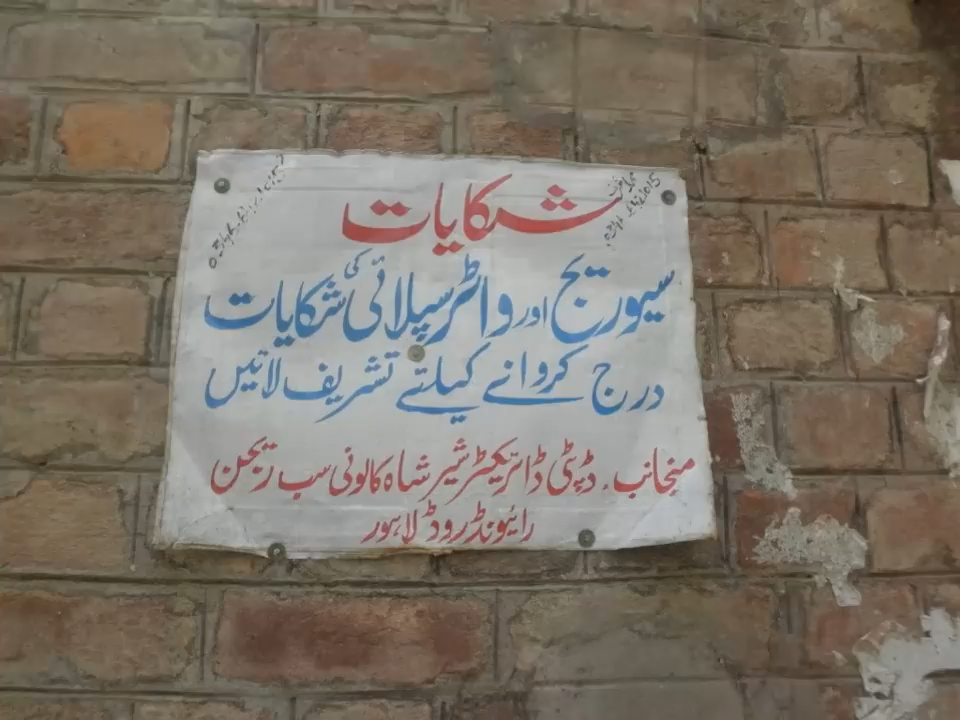 شکایات
سیوریج اور واٹر سپلائی کی شکایات
درج کروانے کیلئے تشریف لائیں
منجانب۔ ڈپٹی ڈائریکٹر شیر شاہ کالونی سب ریجن
رائیونڈ روڈ لاہور